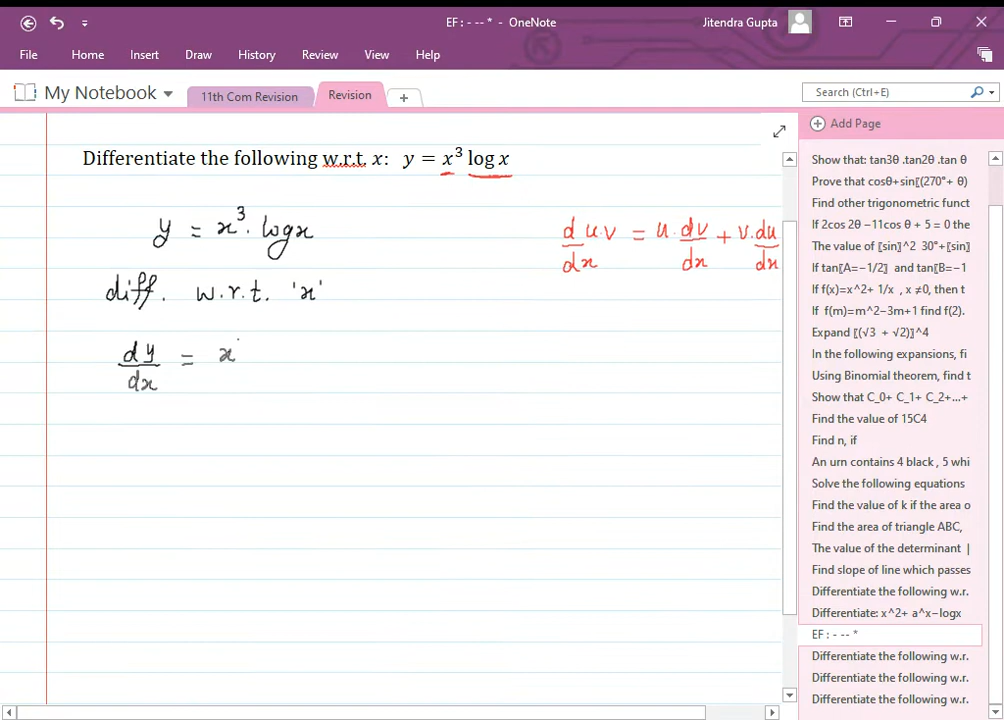 EF : - -- * - OneNote
Jitendra Gupta
File Home Insert Draw History Review View Help
My Notebook
11th Com Revision
Revision
+
Search (Ctrl+E)
Add Page
Differentiate the following w.r.t. x: y = x³ log x
y = x³. logx
diff. w.r.t. 'x'
dy/dx = x
d/dx u.v = u. dv/dx + v. du/dx
Show that: tan3θ .tan2θ .tan θ
Prove that cosθ+sin〖(270°+ θ)
Find other trigonometric funct
If 2cos 2θ −11cos θ + 5 = 0 the
The value of 〖sin〗^2 30°+〖sin〗
If tan〖A=−1/2〗 and tan〖B=−1
If f(x)=x^2+ 1/x , x ≠0, then t
If f(m)=m^2−3m+1 find f(2).
Expand 〖(√3 + √2)〗^4
In the following expansions, fi
Using Binomial theorem, find t
Show that C_0+ C_1+ C_2+...+
Find the value of 15C4
Find n, if
An urn contains 4 black , 5 whi
Solve the following equations
Find the value of k if the area o
Find the area of triangle ABC,
The value of the determinant |
Find slope of line which passes
Differentiate the following w.r.
Differentiate: x^2+ a^x−logx
EF : - -- *
Differentiate the following w.r.
Differentiate the following w.r.
Differentiate the following w.r.